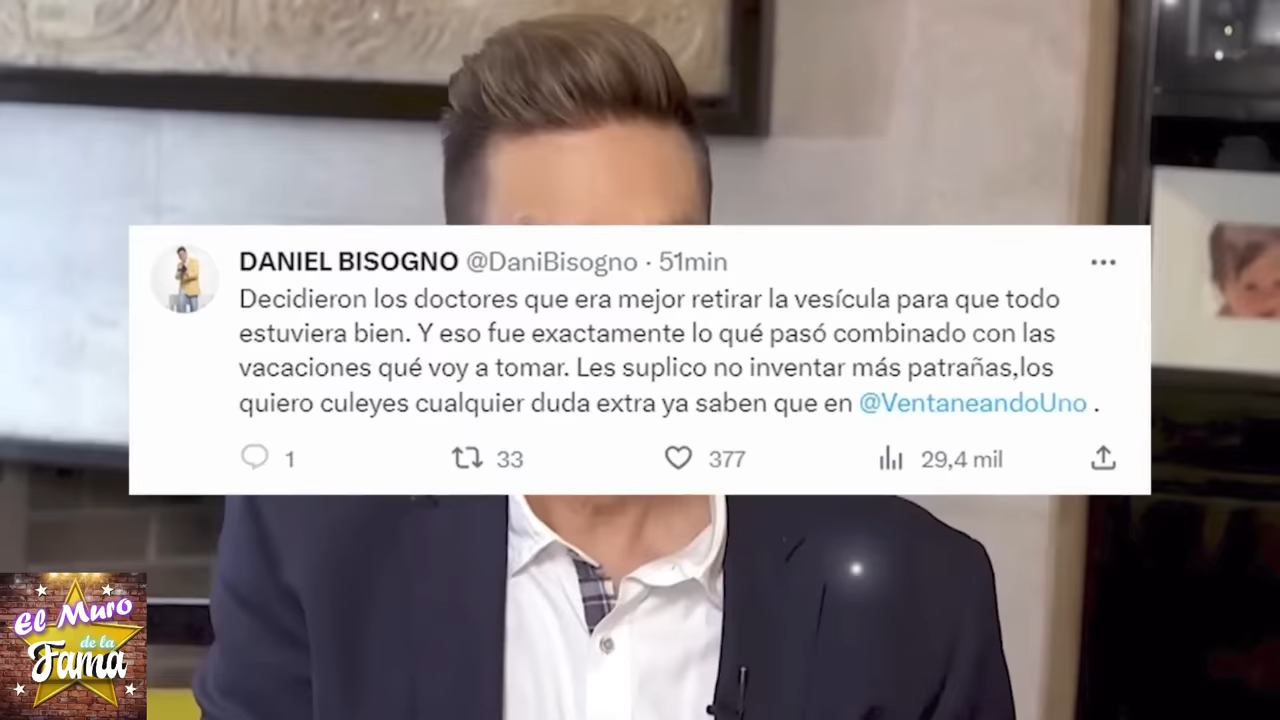 DANIEL BISOGNO @DaniBisogno · 51min
Decidieron los doctores que era mejor retirar la vesícula para que todo
estuviera bien. Y eso fue exactamente lo qué pasó combinado con las
vacaciones qué voy a tomar. Les suplico no inventar más patrañas,los
quiero culeyes cualquier duda extra ya saben que en @VentaneandoUno .
1 33 377 29,4 mil
El Muro
de la
Fama